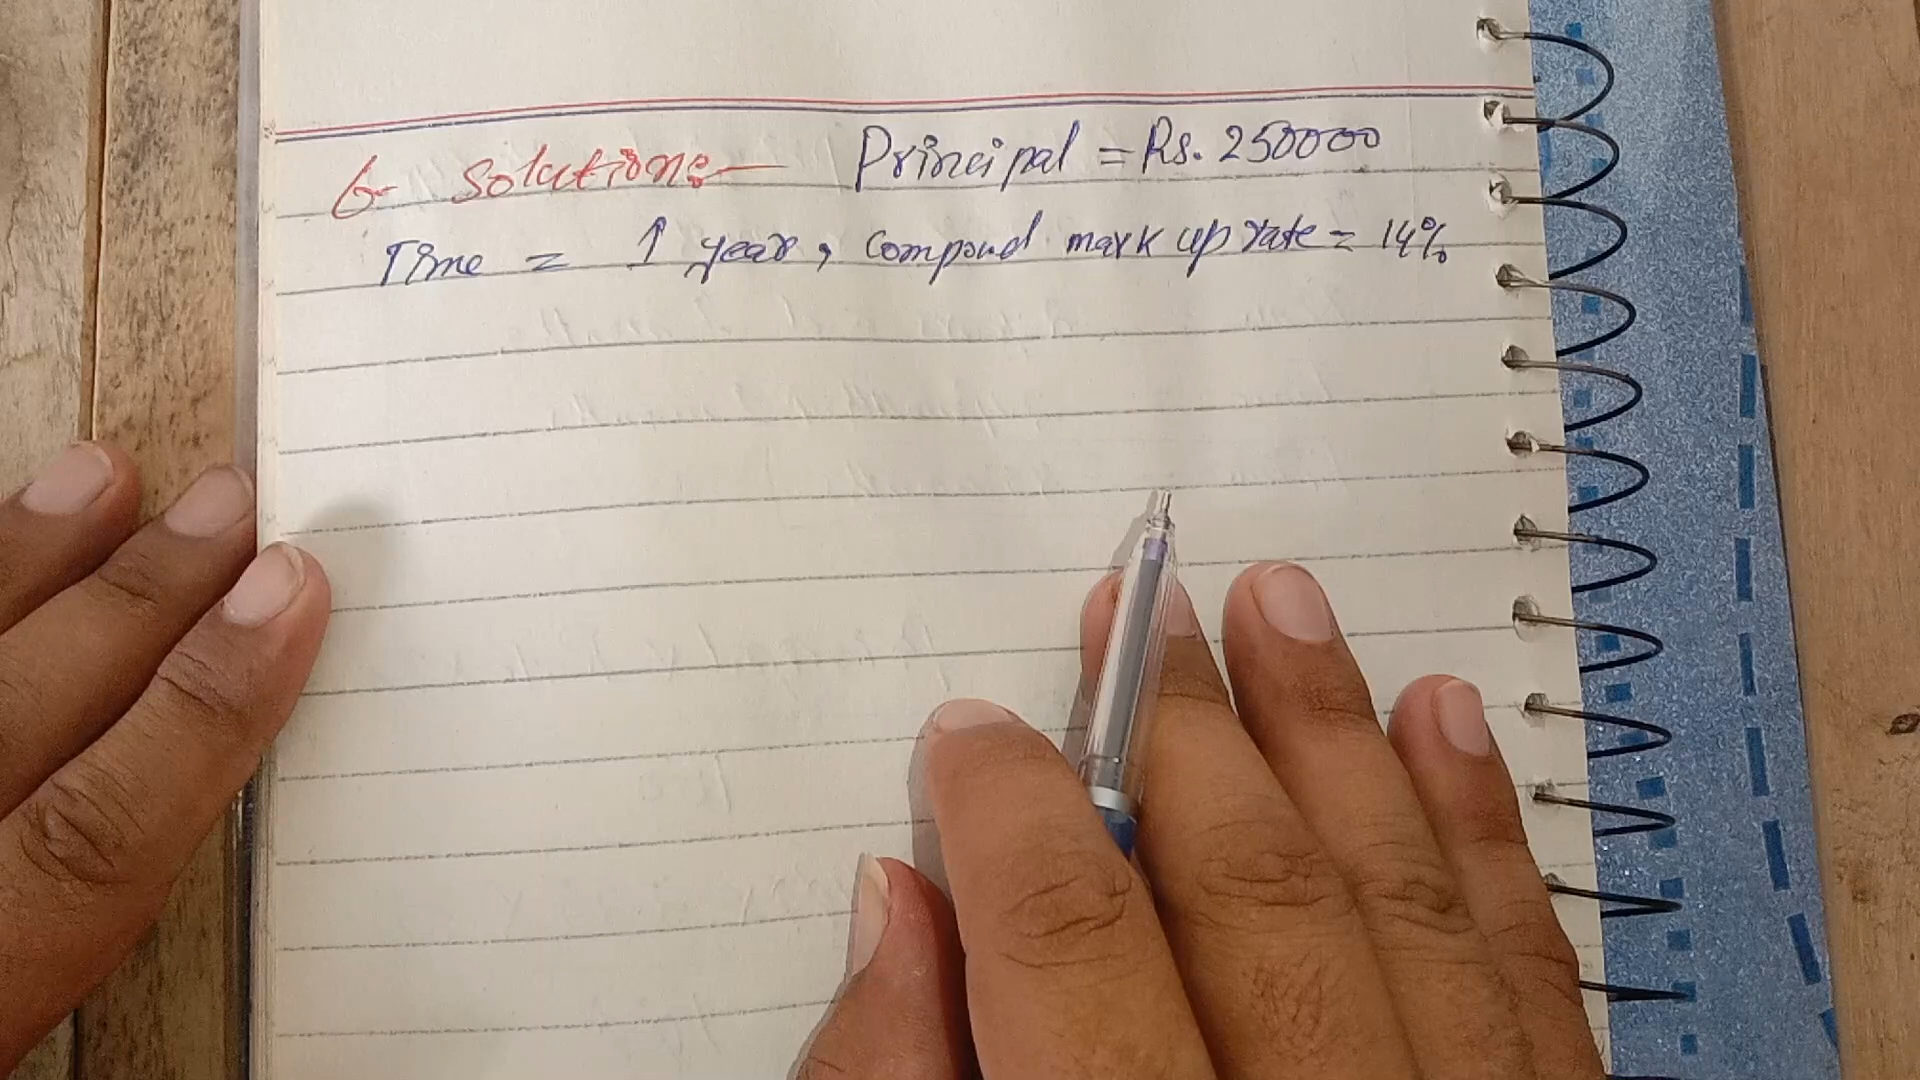 6- Solution:- Principal = Rs. 250000
Time = 1 year, Compound mark up rate = 14%